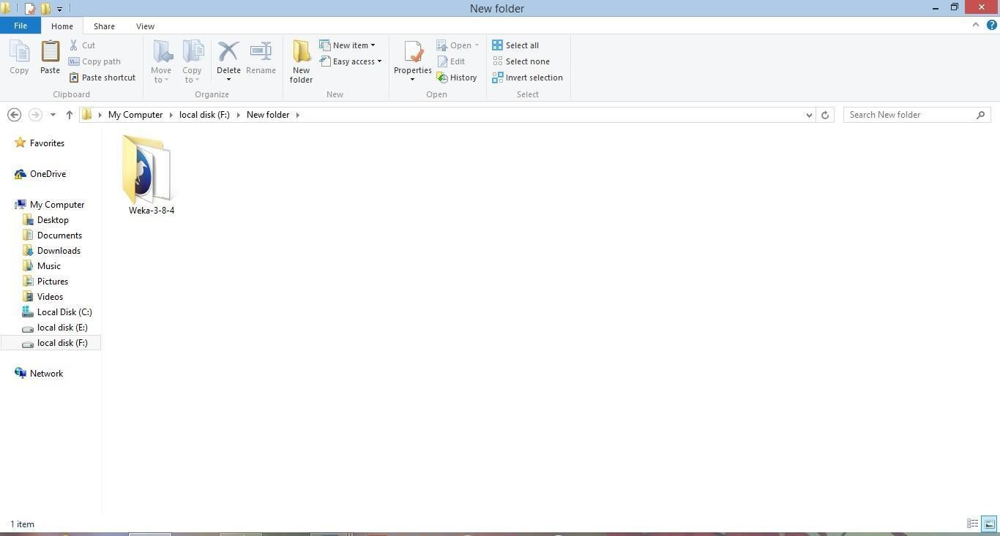 New folder
File Home Share View
Copy
Paste
Cut
Copy path
Paste shortcut
Clipboard
Move to
Copy to
Delete
Rename
Organize
New folder
New item
Easy access
New
Properties
Open
Edit
History
Open
Select all
Select none
Invert selection
Select
My Computer local disk (F:) New folder
Search New folder
Favorites
OneDrive
My Computer
Desktop
Documents
Downloads
Music
Pictures
Videos
Local Disk (C:)
local disk (E:)
local disk (F:)
Network
Weka-3-8-4
1 item